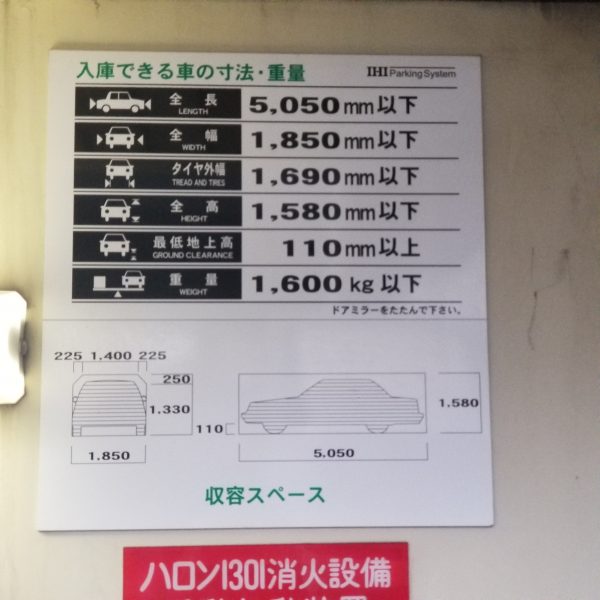 入庫できる車の寸法・重量 IHI Parking System
全長 LENGTH 5,050mm以下
全幅 WIDTH 1,850mm以下
タイヤ外幅 TREAD AND TIRES 1,690mm以下
全高 HEIGHT 1,580mm以下
最低地上高 GROUND CLEARANCE 110mm以上
重量 WEIGHT 1,600kg以下
ドアミラーをたたんで下さい。
225 1.400 225
250
1.330
1.850
110
5.050
1.580
収容スペース
ハロン1301消火設備